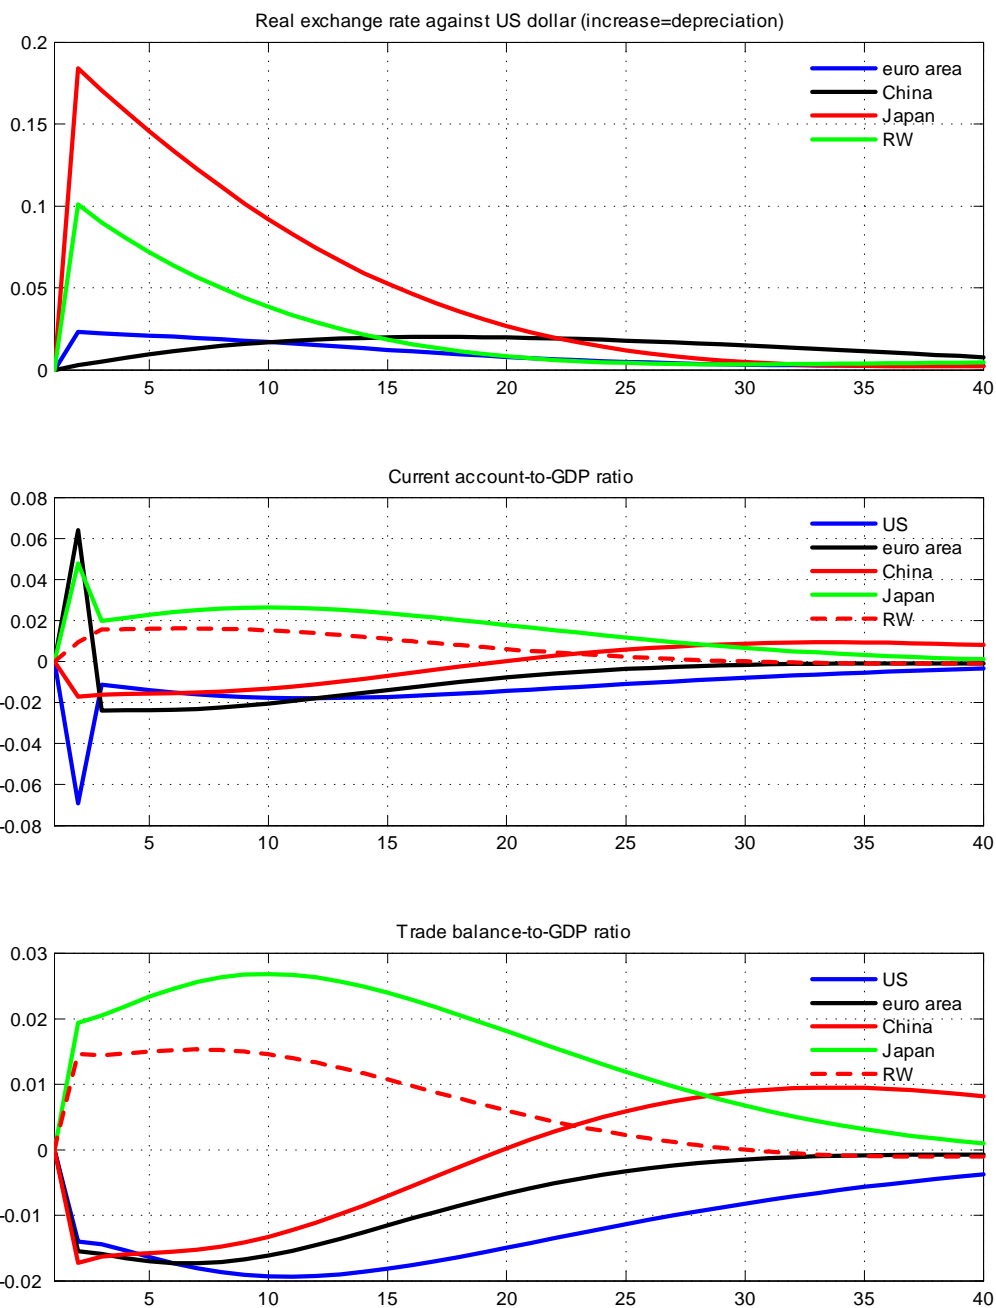 Real exchange rate against US dollar (increase=depreciation)
0.2
0.15
0.1
0.05
0
5 10 15 20 25 30 35 40
euro area
China
Japan
RW
Current account-to-GDP ratio
0.08
0.06
0.04
0.02
0
-0.02
-0.04
-0.06
-0.08
5 10 15 20 25 30 35 40
US
euro area
China
Japan
RW
Trade balance-to-GDP ratio
0.03
0.02
0.01
0
-0.01
-0.02
5 10 15 20 25 30 35 40
US
euro area
China
Japan
RW